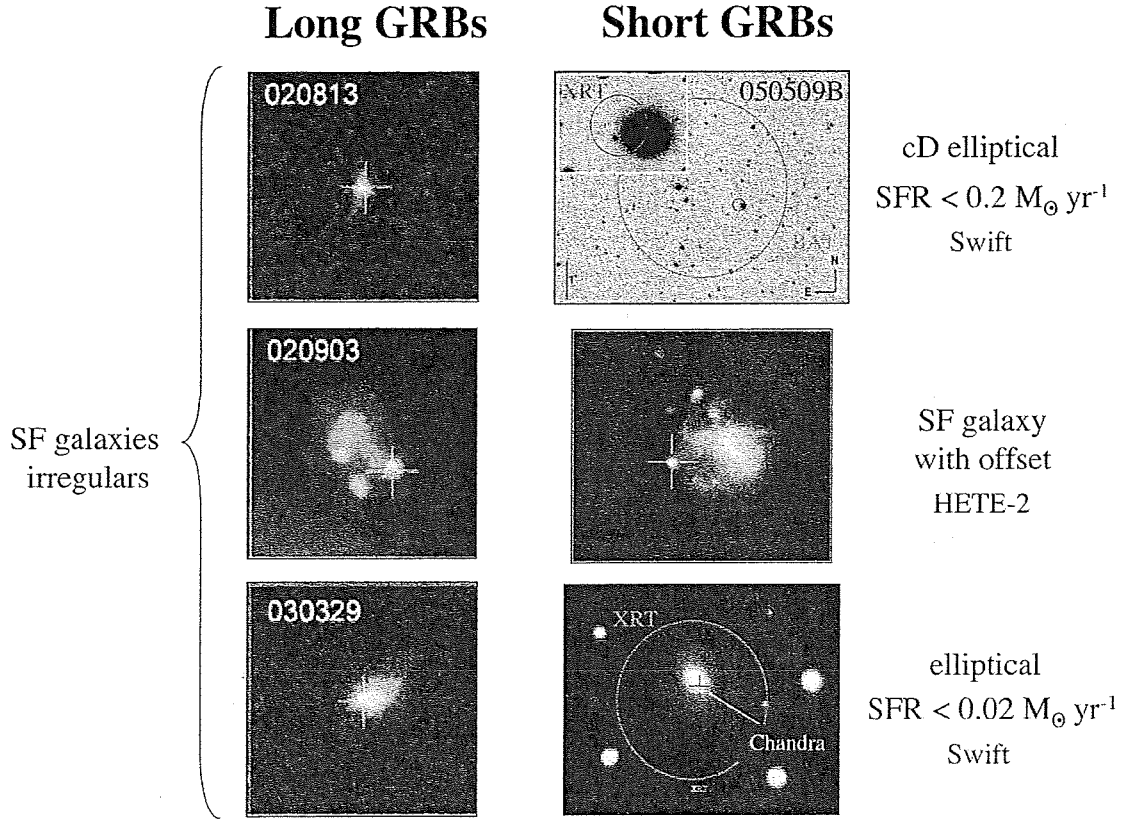 Long GRBs
Short GRBs
SF galaxies
irregulars
020813
XRT
050509B
BAT
N
E
1'
cD elliptical
SFR < 0.2 M☉ yr⁻¹
Swift
020903
SF galaxy
with offset
HETE-2
030329
XRT
Chandra
elliptical
SFR < 0.02 M☉ yr⁻¹
Swift